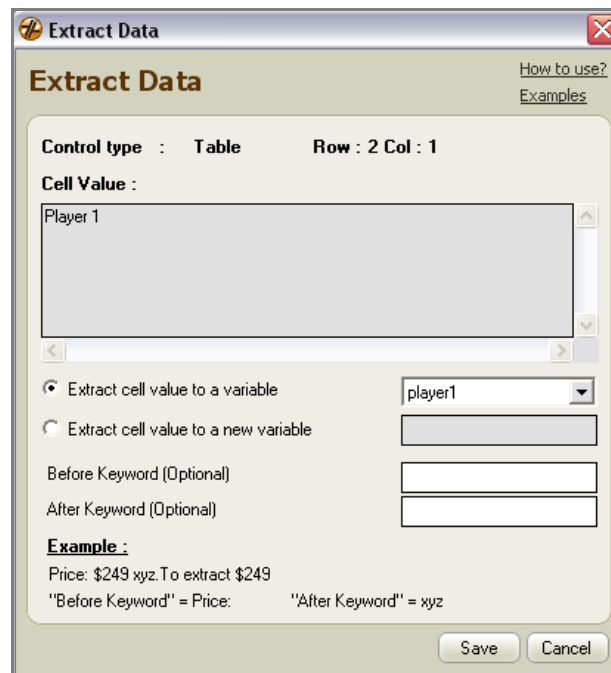 Extract Data
Extract Data
How to use?
Examples
Control type : Table Row : 2 Col : 1
Cell Value :
Player 1
Extract cell value to a variable player1
Extract cell value to a new variable
Before Keyword (Optional)
After Keyword (Optional)
Example :
Price: $249 xyz.To extract $249
"Before Keyword" = Price: "After Keyword" = xyz
Save Cancel